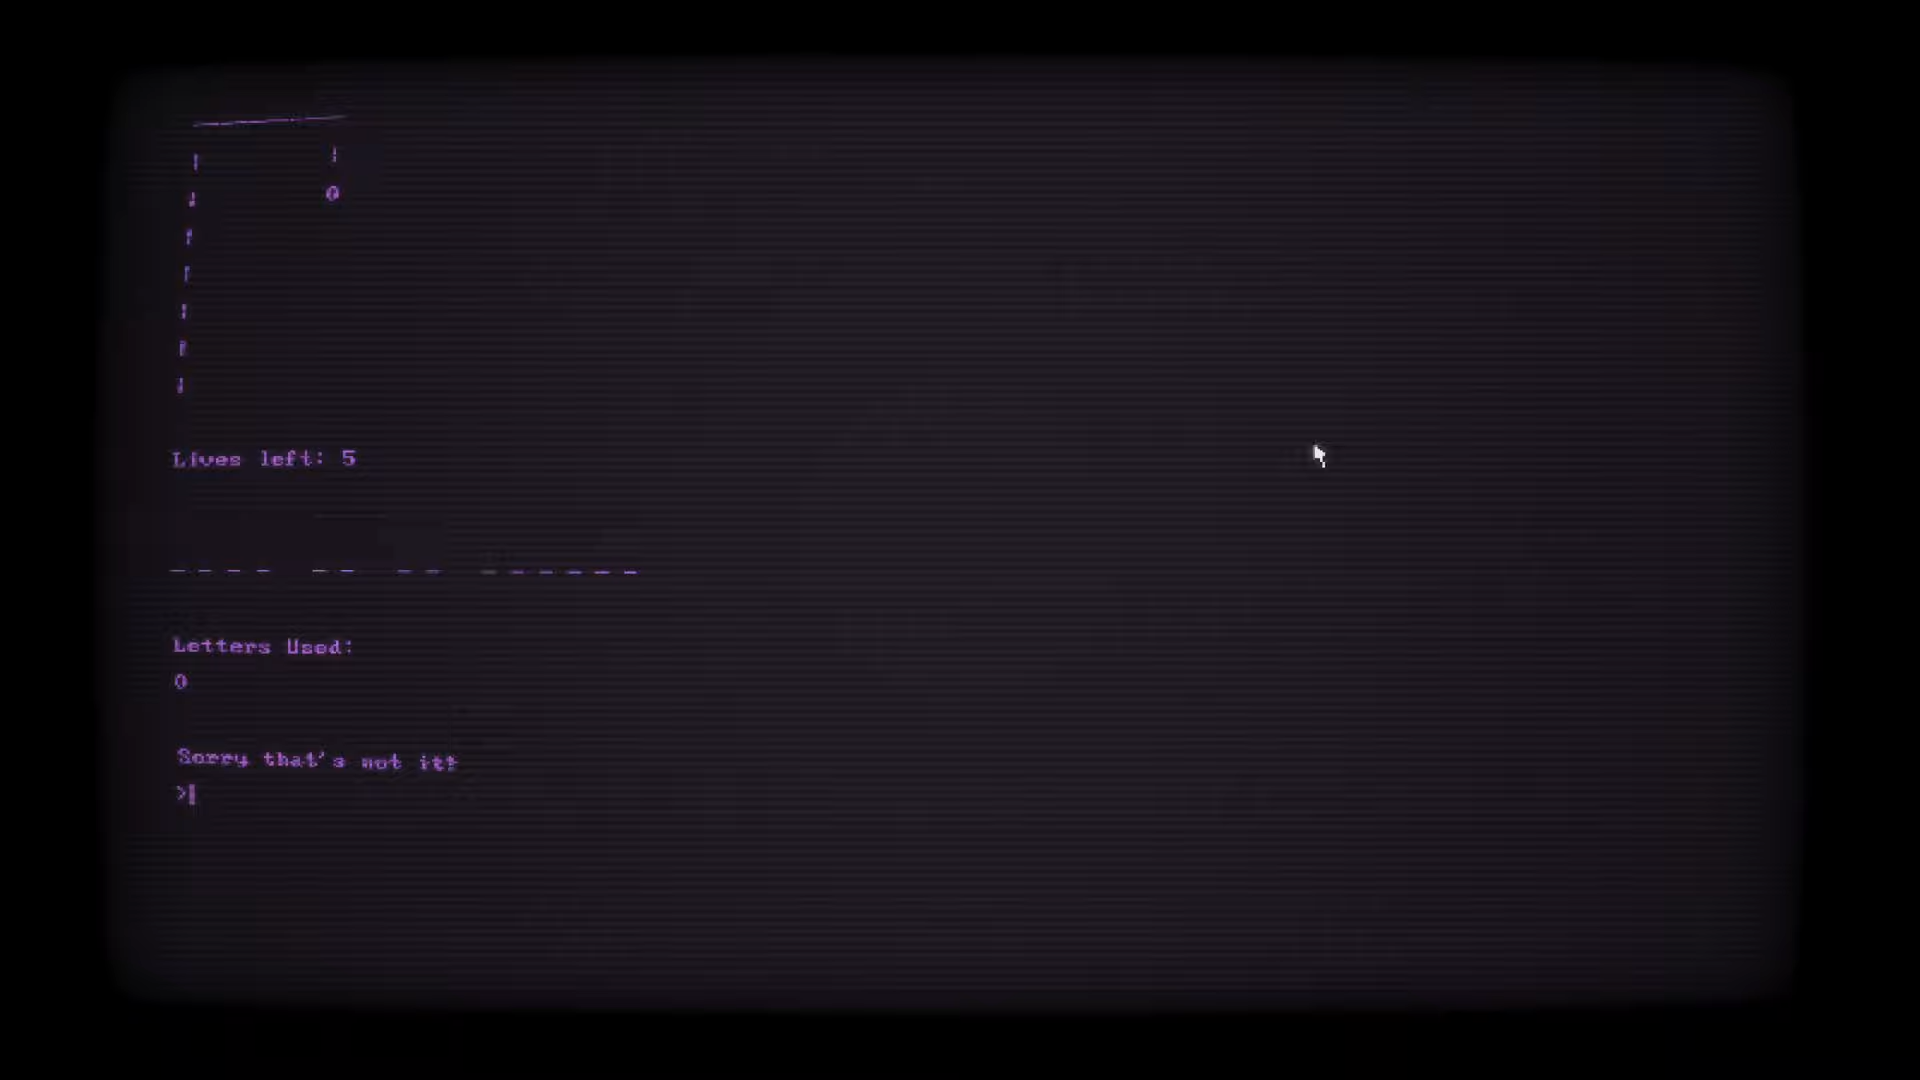 Lives left: 5
_ _ _ _  _ _  _ _  _ _ _ _ _ _
Letters Used:
O
Sorry that's not it!
>